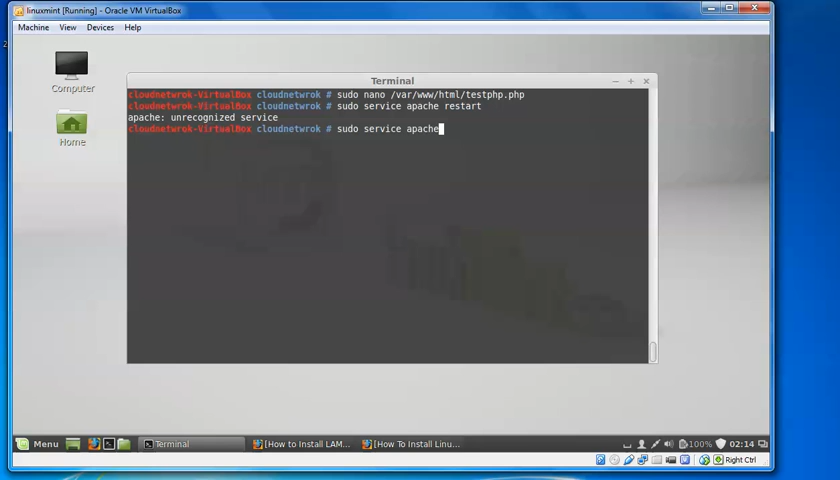 linuxmint [Running] - Oracle VM VirtualBox
Machine View Devices Help
2
Computer
Home
Terminal
cloudnetwrok-VirtualBox cloudnetwrok # sudo nano /var/www/html/testphp.php
cloudnetwrok-VirtualBox cloudnetwrok # sudo service apache restart
apache: unrecognized service
cloudnetwrok-VirtualBox cloudnetwrok # sudo service apache
Menu
Terminal
[How to Install LAM...
[How To Install Linu...
100%
02:14
Right Ctrl